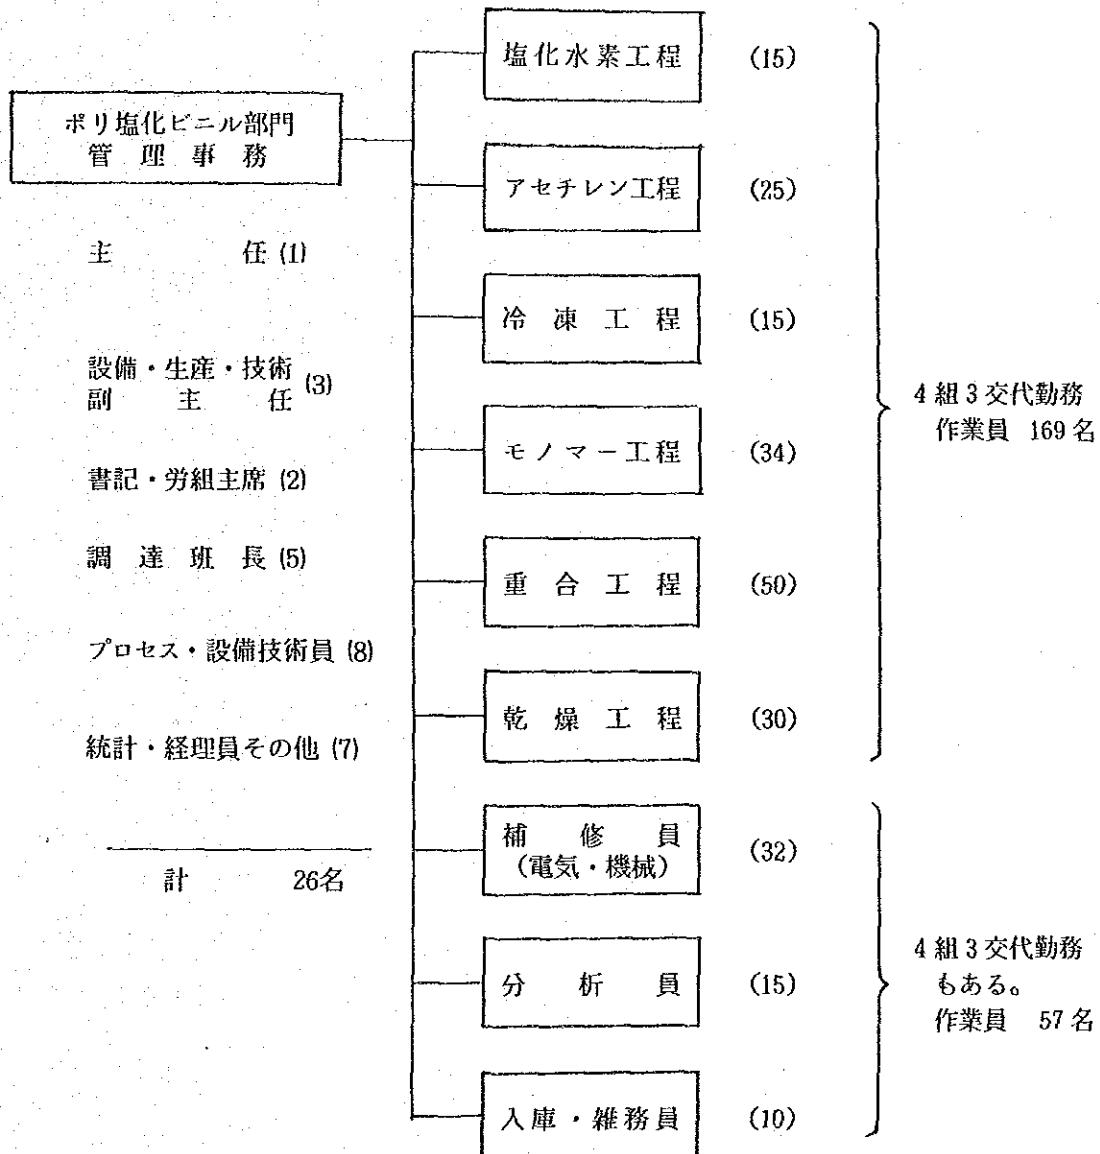 ポリ塩化ビニル部門
管理事務
主任 (1)
設備・生産・技術
副主任 (3)
書記・労組主席 (2)
調達班長 (5)
プロセス・設備技術員 (8)
統計・経理員その他 (7)
計 26名
塩化水素工程 (15)
アセチレン工程 (25)
冷凍工程 (15)
モノマー工程 (34)
重合工程 (50)
乾燥工程 (30)
4組3交代勤務
作業員 169名
補修員
(電気・機械) (32)
分析員 (15)
入庫・雑務員 (10)
4組3交代勤務
もある。
作業員 57名